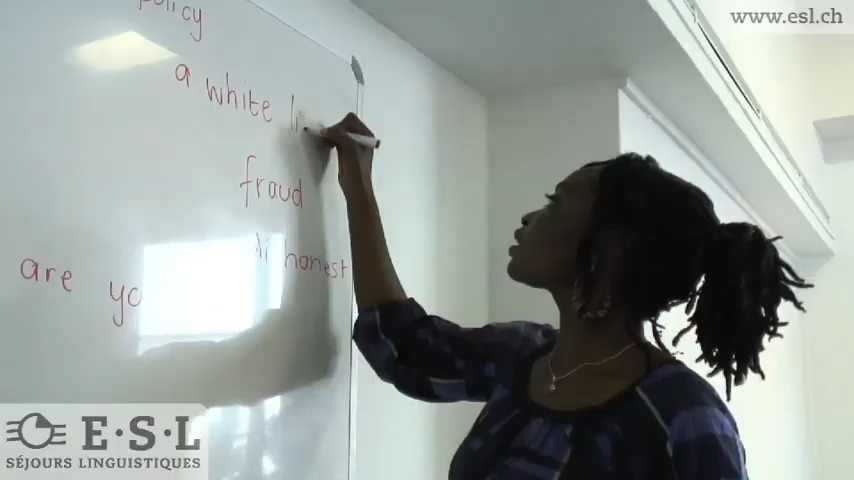 www.esl.ch
policy
a white li
fraud
honest
are yo
E·S·L
SÉJOURS LINGUISTIQUES